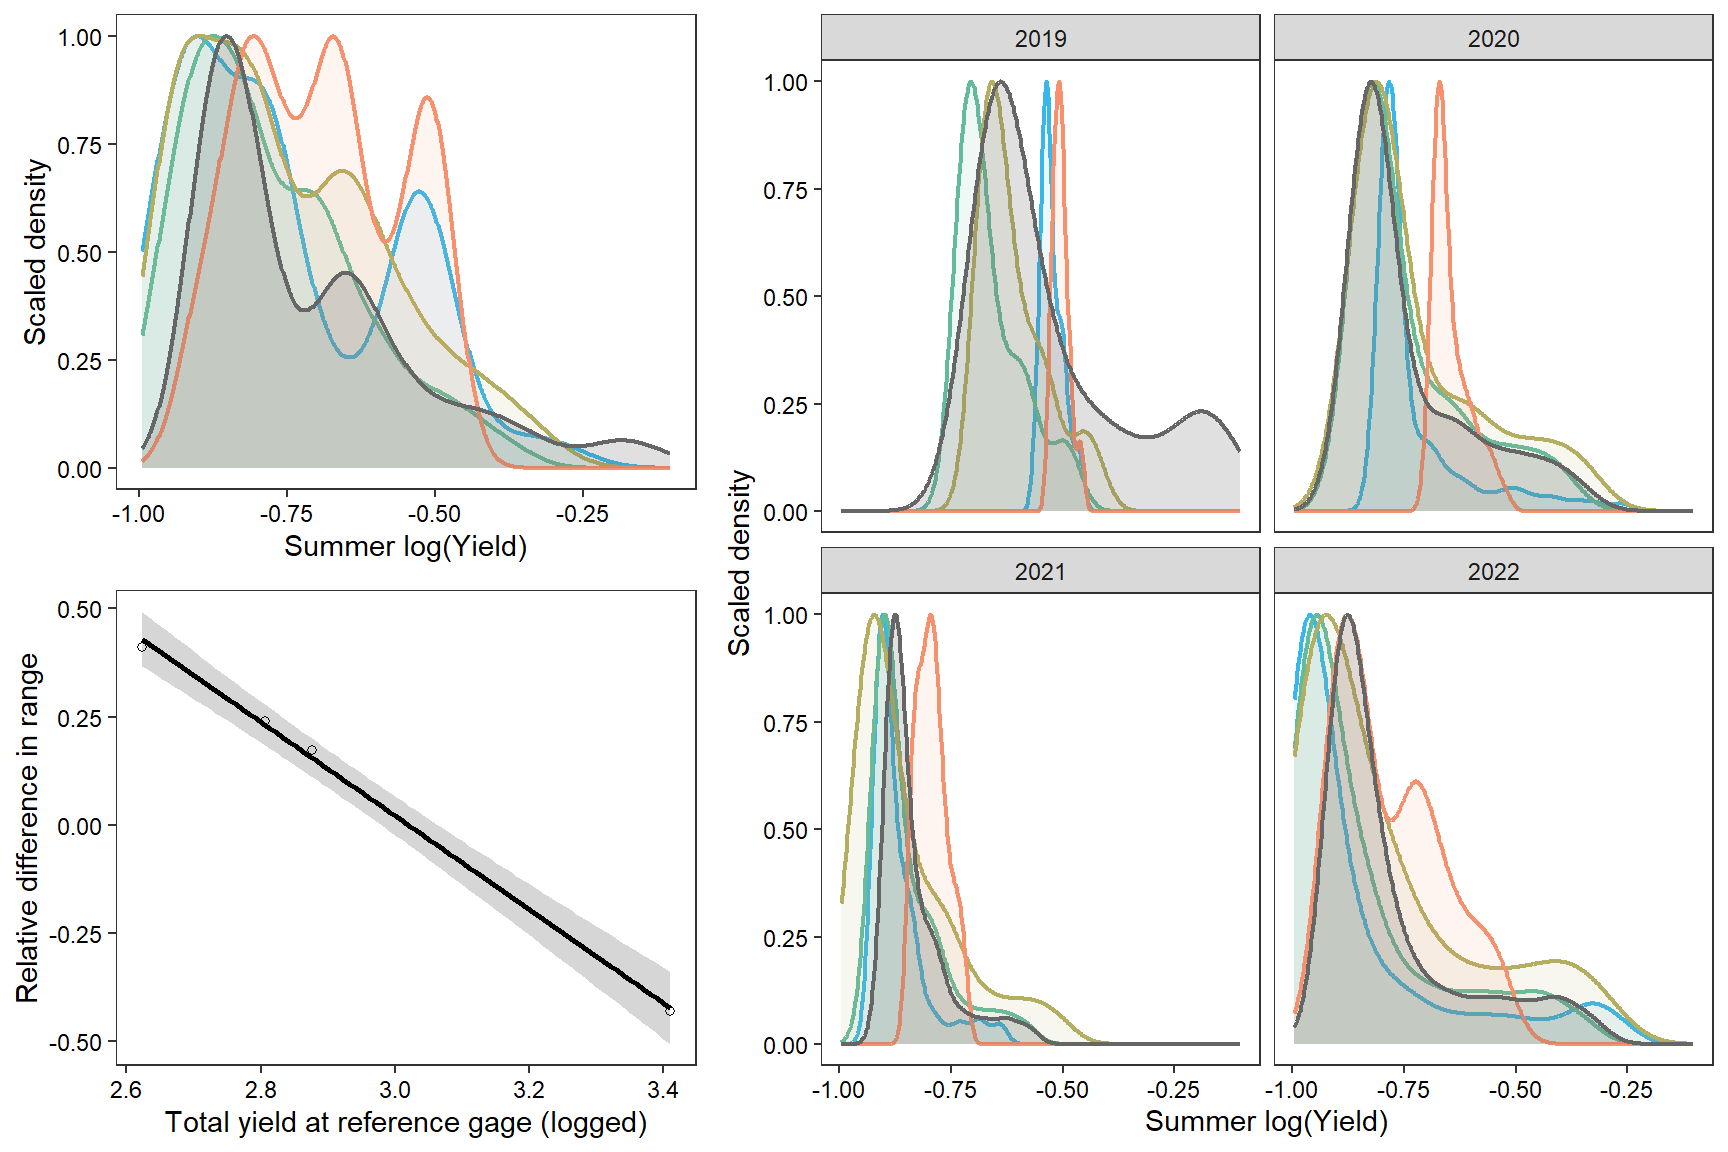 1.00
0.75
0.50
0.25
0.00
Scaled density
-1.00 -0.75 -0.50 -0.25
Summer log(Yield)
0.50
0.25
0.00
-0.25
-0.50
Relative difference in range
2.6 2.8 3.0 3.2 3.4
Total yield at reference gage (logged)
2019 2020
1.00
0.75
0.50
0.25
0.00
Scaled density
2021 2022
1.00
0.75
0.50
0.25
0.00
-1.00 -0.75 -0.50 -0.25 -1.00 -0.75 -0.50 -0.25
Summer log(Yield)